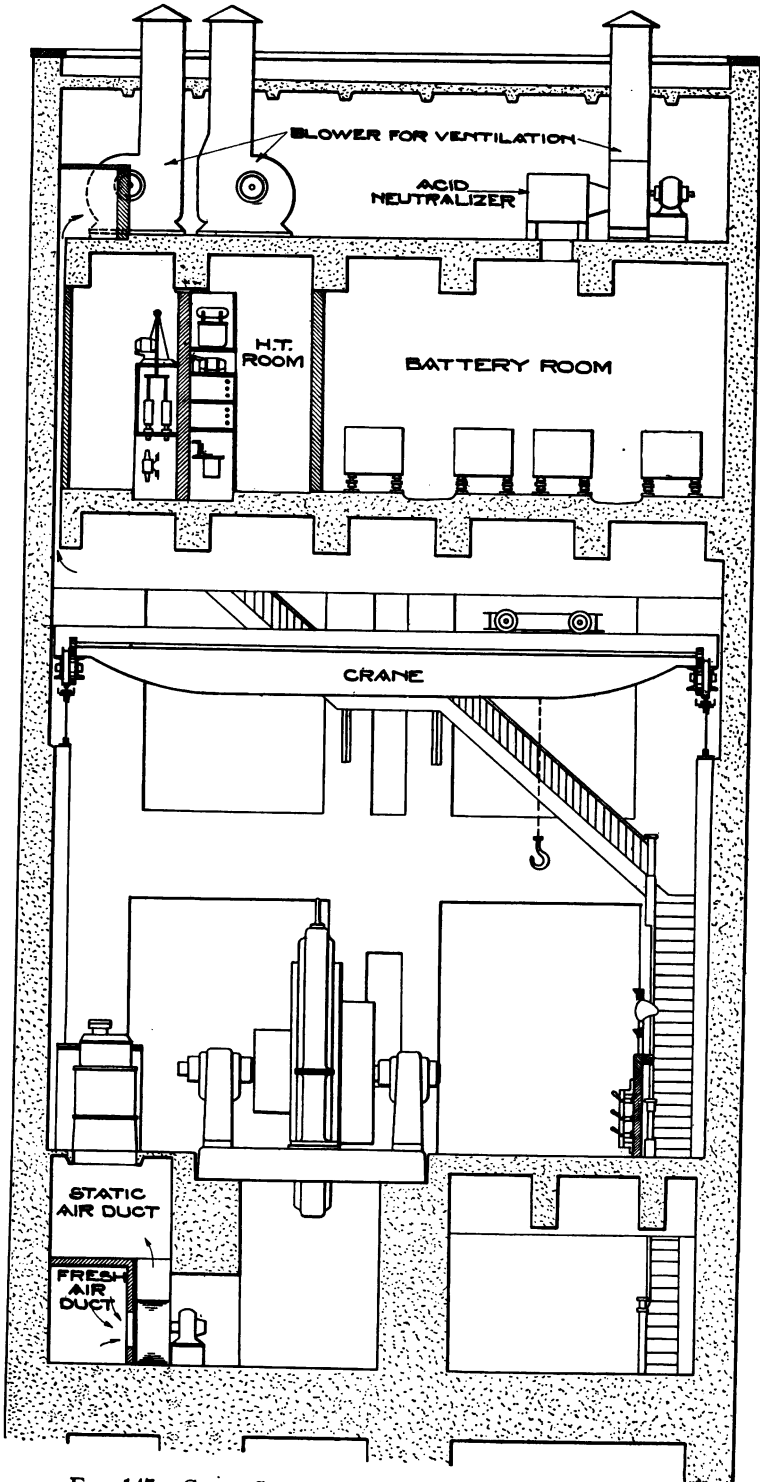 BLOWER FOR VENTILATION
ACID
NEUTRALIZER
H.T.
ROOM
BATTERY ROOM
CRANE
STATIC
AIR DUCT
FRESH
AIR
DUCT